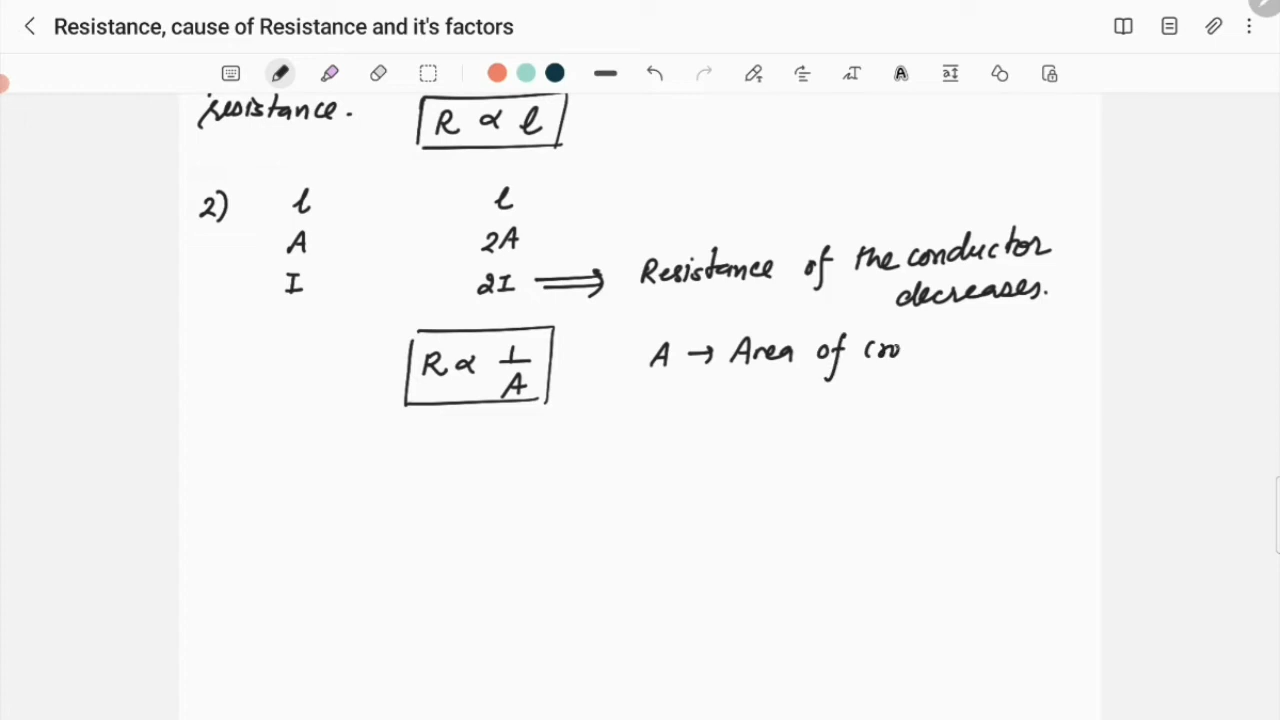 Resistance, cause of Resistance and it's factors
resistance. R ∝ l
2) l l
A 2A
I 2I ⟹ Resistance of the conductor
decreases.
R ∝ 1/A A → Area of cro